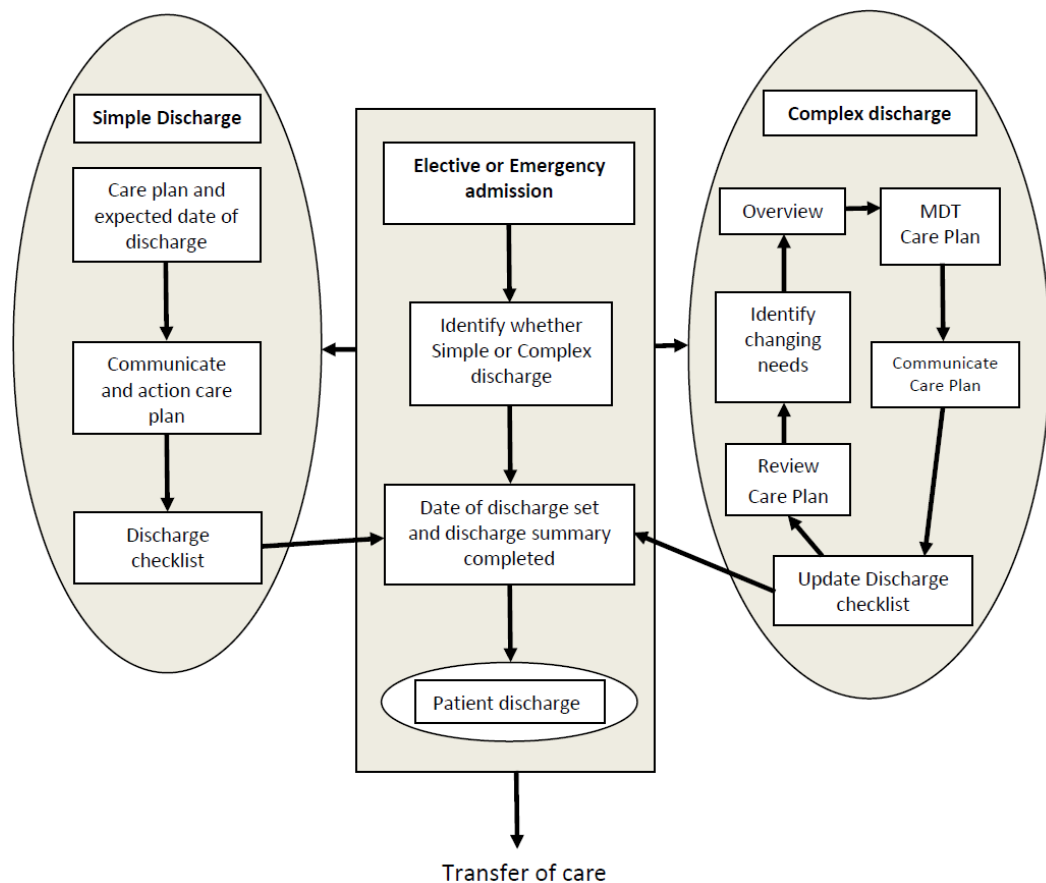 Simple Discharge
Care plan and
expected date of
discharge
Communicate
and action care
plan
Discharge
checklist
Elective or Emergency
admission
Identify whether
Simple or Complex
discharge
Date of discharge set
and discharge summary
completed
Patient discharge
Transfer of care
Complex discharge
Overview
MDT
Care Plan
Identify
changing
needs
Communicate
Care Plan
Review
Care Plan
Update Discharge
checklist